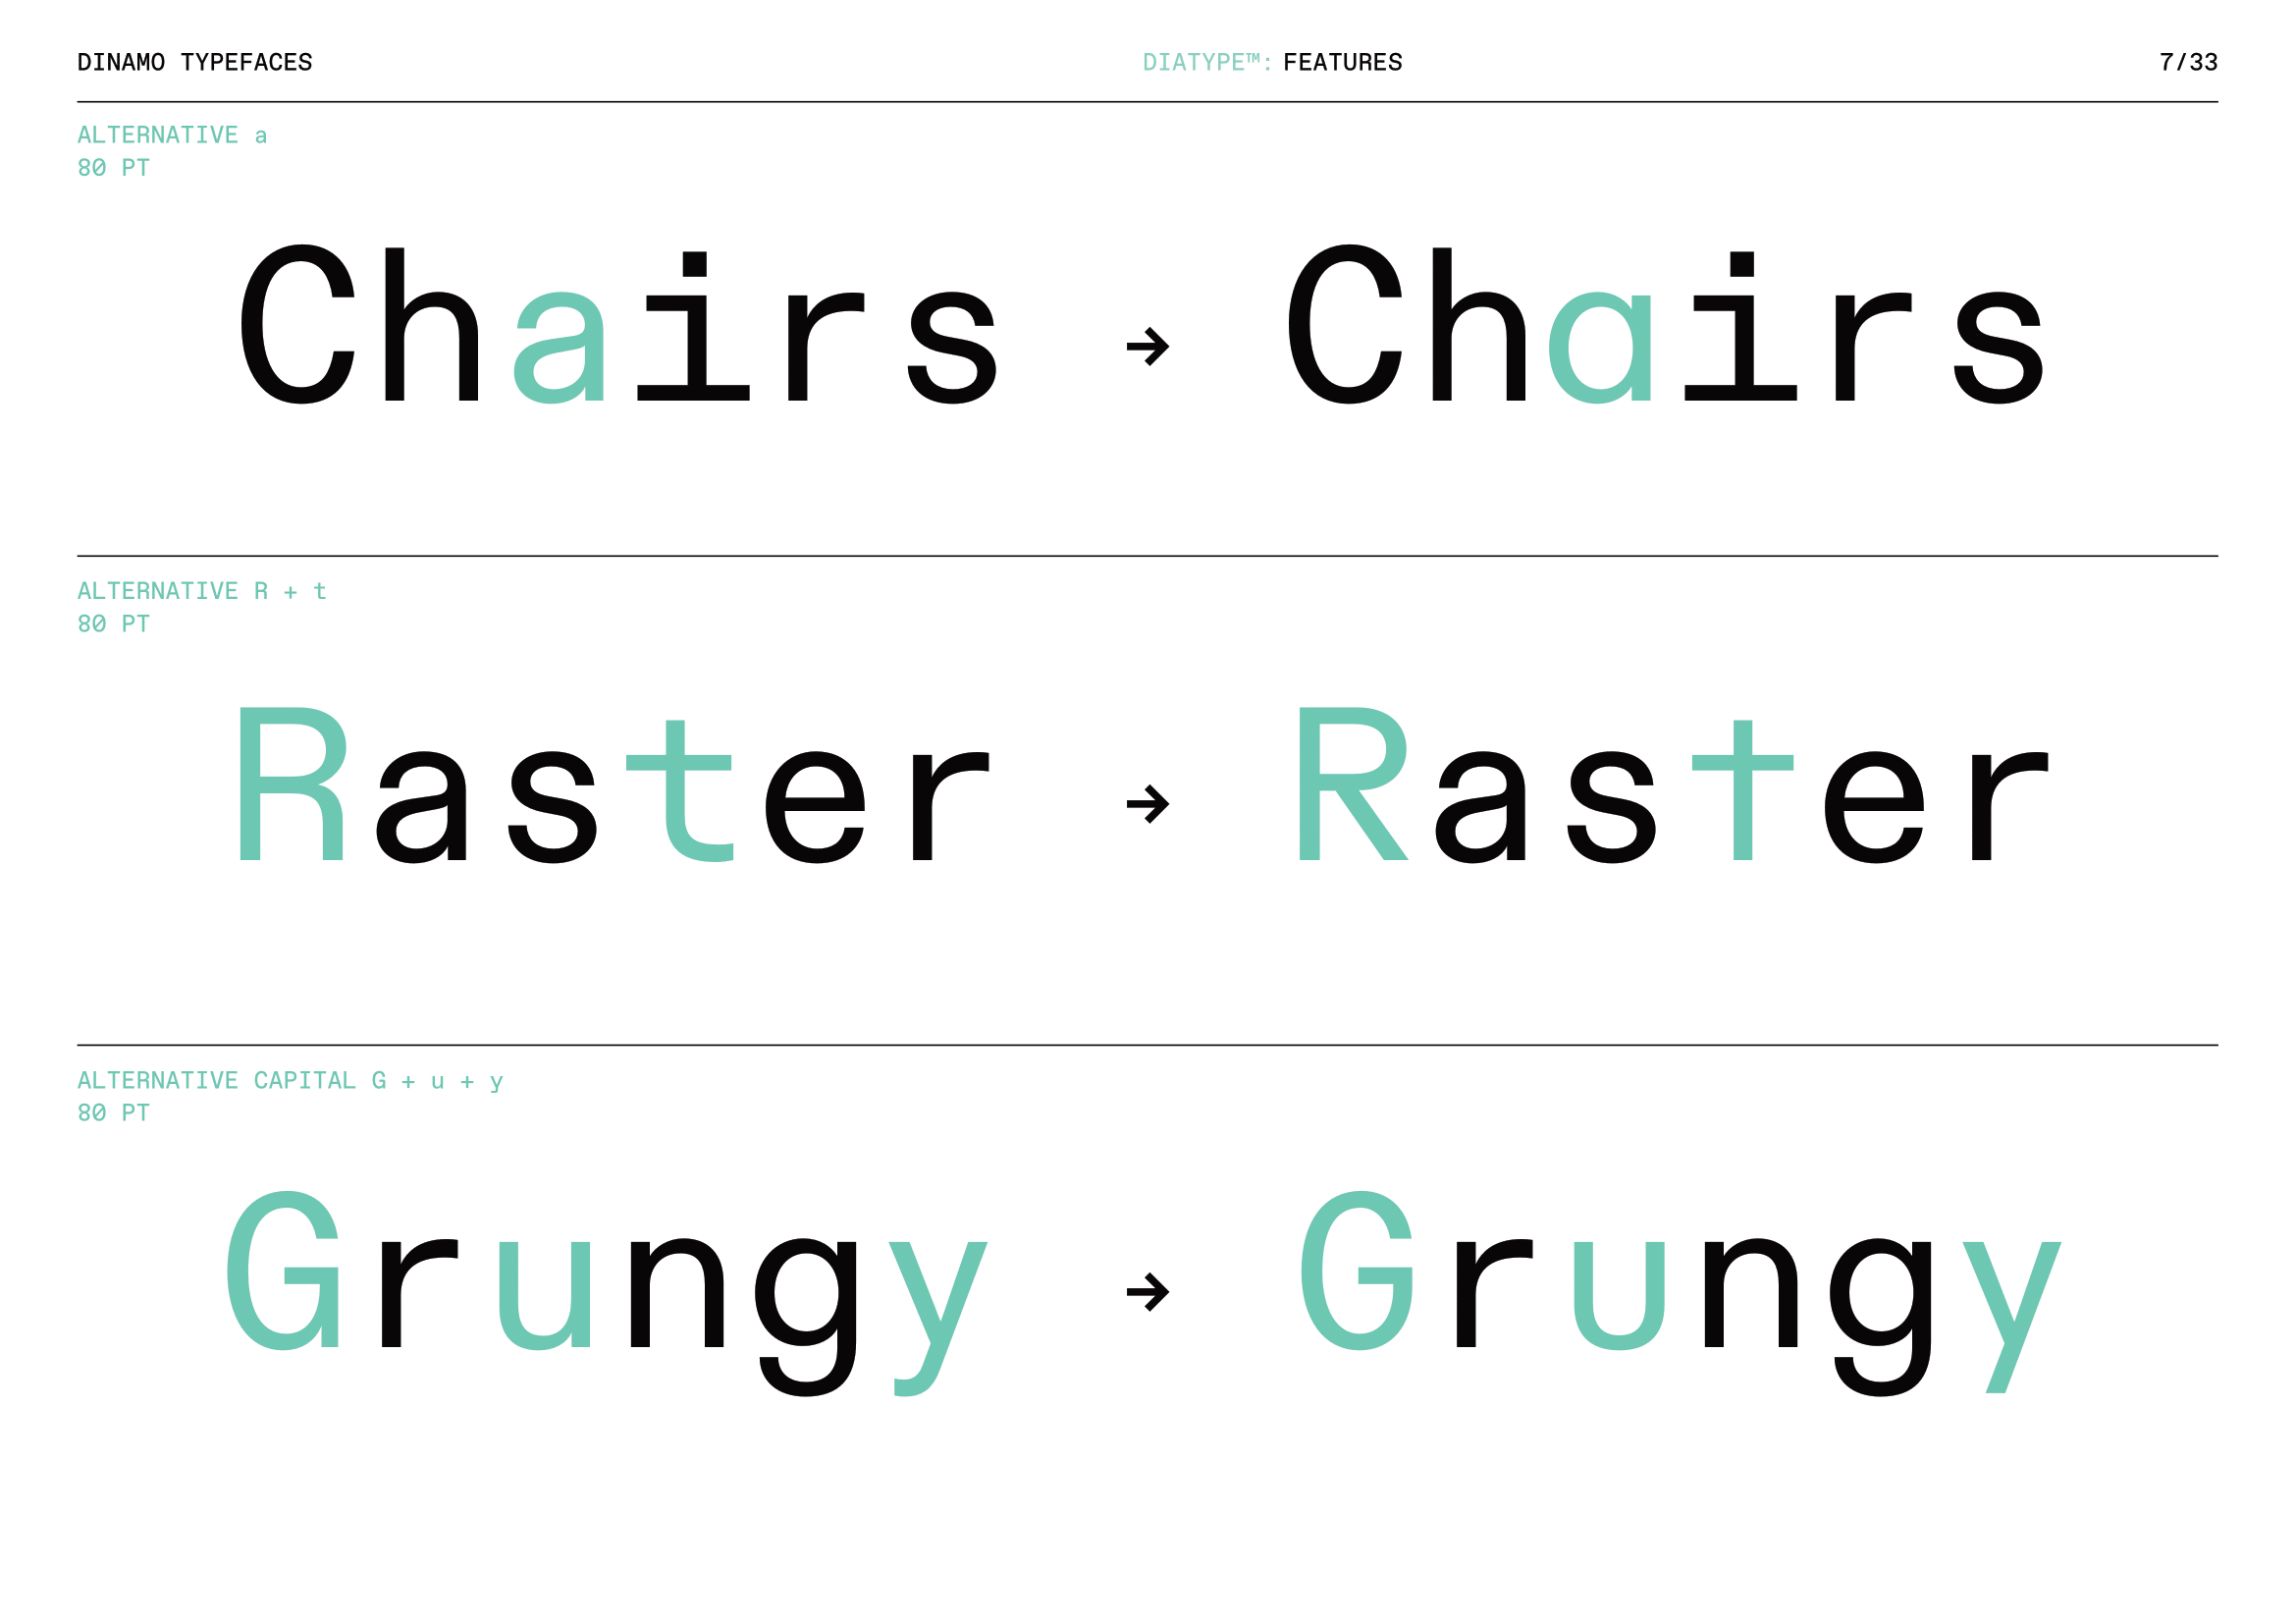 DINAMO TYPEFACES DIATYPE™: FEATURES 7/33
ALTERNATIVE a
80 PT
Chairs → Chairs
ALTERNATIVE R + t
80 PT
Raster → Raster
ALTERNATIVE CAPITAL G + u + y
80 PT
Grungy → Grungy